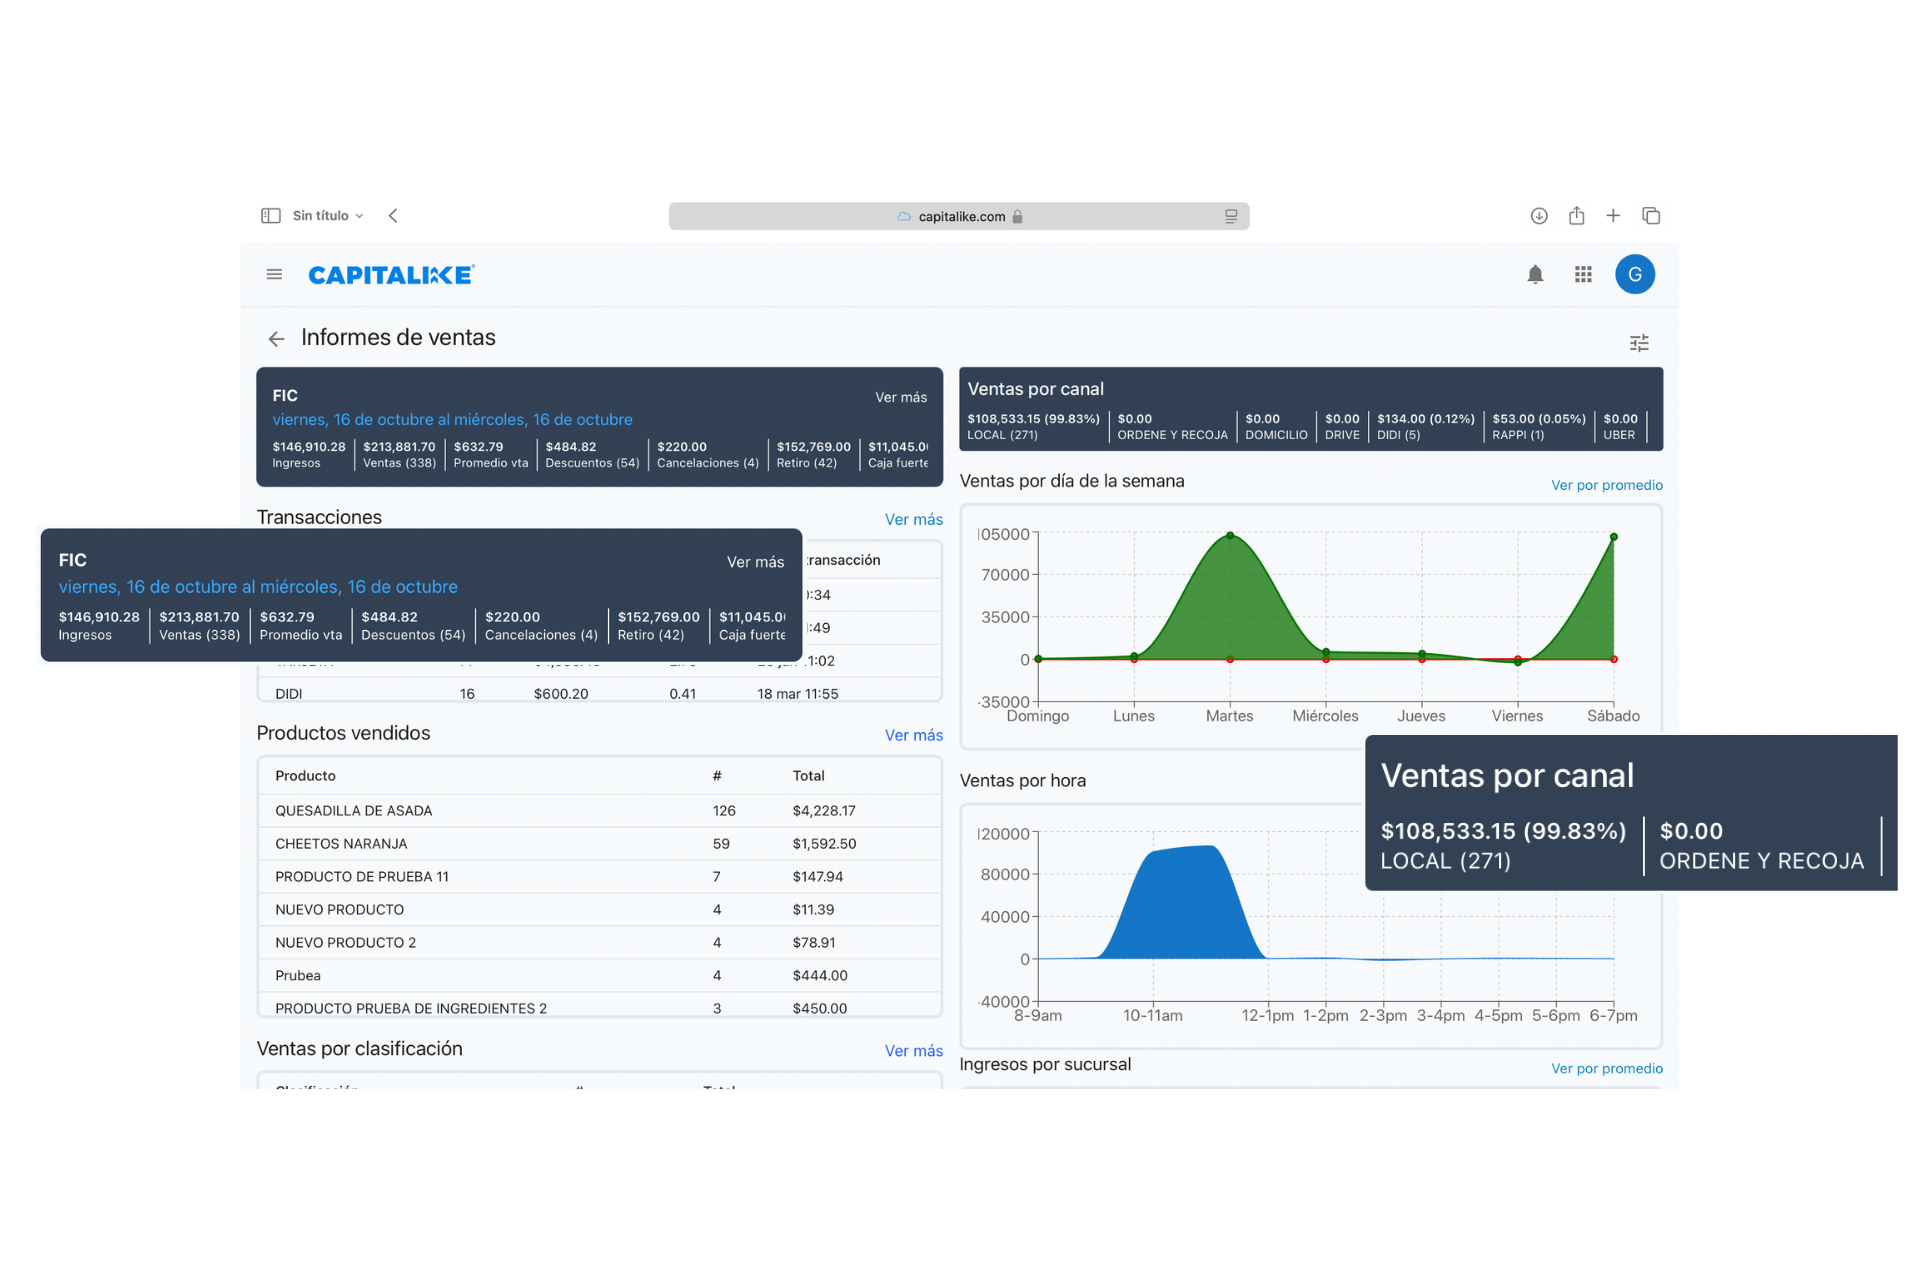 Sin título
capitalike.com
CAPITALIKE
G
Informes de ventas
FIC
Ver más
viernes, 16 de octubre al miércoles, 16 de octubre
$146,910.28 $213,881.70 $632.79 $484.82 $220.00 $152,769.00 $11,045.0
Ingresos Ventas (338) Promedio vta Descuentos (54) Cancelaciones (4) Retiro (42) Caja fuerte
Transacciones
Ver más
FIC
Ver más
viernes, 16 de octubre al miércoles, 16 de octubre
$146,910.28 $213,881.70 $632.79 $484.82 $220.00 $152,769.00 $11,045.0
Ingresos Ventas (338) Promedio vta Descuentos (54) Cancelaciones (4) Retiro (42) Caja fuerte
ransacción
:34
:49
11:02
DIDI 16 $600.20 0.41 18 mar 11:55
Productos vendidos
Ver más
Producto # Total
QUESADILLA DE ASADA 126 $4,228.17
CHEETOS NARANJA 59 $1,592.50
PRODUCTO DE PRUEBA 11 7 $147.94
NUEVO PRODUCTO 4 $11.39
NUEVO PRODUCTO 2 4 $78.91
Prubea 4 $444.00
PRODUCTO PRUEBA DE INGREDIENTES 2 3 $450.00
Ventas por clasificación
Ver más
Ventas por canal
$108,533.15 (99.83%) $0.00 $0.00 $0.00 $134.00 (0.12%) $53.00 (0.05%) $0.00
LOCAL (271) ORDENE Y RECOJA DOMICILIO DRIVE DIDI (5) RAPPI (1) UBER
Ventas por día de la semana
Ver por promedio
105000
70000
35000
0
-35000
Domingo Lunes Martes Miércoles Jueves Viernes Sábado
Ventas por hora
120000
80000
40000
0
-40000
8-9am 10-11am 12-1pm 1-2pm 2-3pm 3-4pm 4-5pm 5-6pm 6-7pm
Ventas por canal
$108,533.15 (99.83%) $0.00
LOCAL (271) ORDENE Y RECOJA
Ingresos por sucursal
Ver por promedio